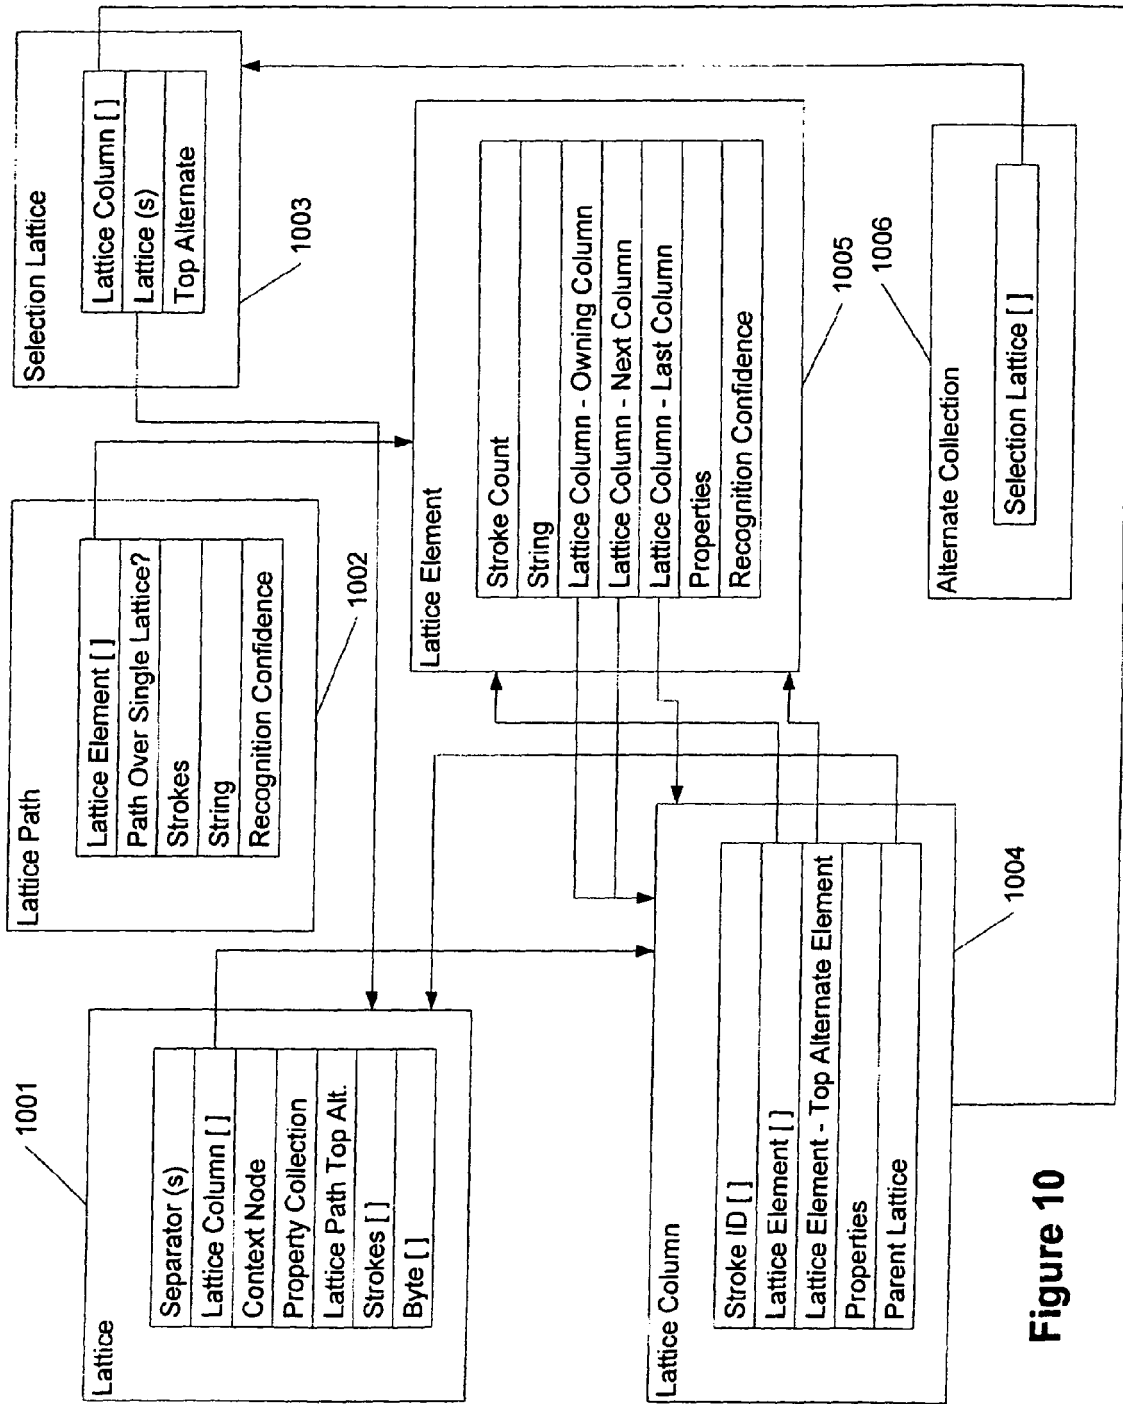 Lattice
1001
Separator (s)
Lattice Column [ ]
Context Node
Property Collection
Lattice Path Top Alt.
Strokes [ ]
Byte [ ]
Lattice Path
Lattice Element [ ]
Path Over Single Lattice?
Strokes
String
Recognition Confidence
1002
Selection Lattice
Lattice Column [ ]
Lattice (s)
Top Alternate
1003
Lattice Column
Stroke ID [ ]
Lattice Element [ ]
Lattice Element - Top Alternate Element
Properties
Parent Lattice
1004
Lattice Element
Stroke Count
String
Lattice Column - Owning Column
Lattice Column - Next Column
Lattice Column - Last Column
Properties
Recognition Confidence
1005
1006
Alternate Collection
Selection Lattice [ ]
Figure 10